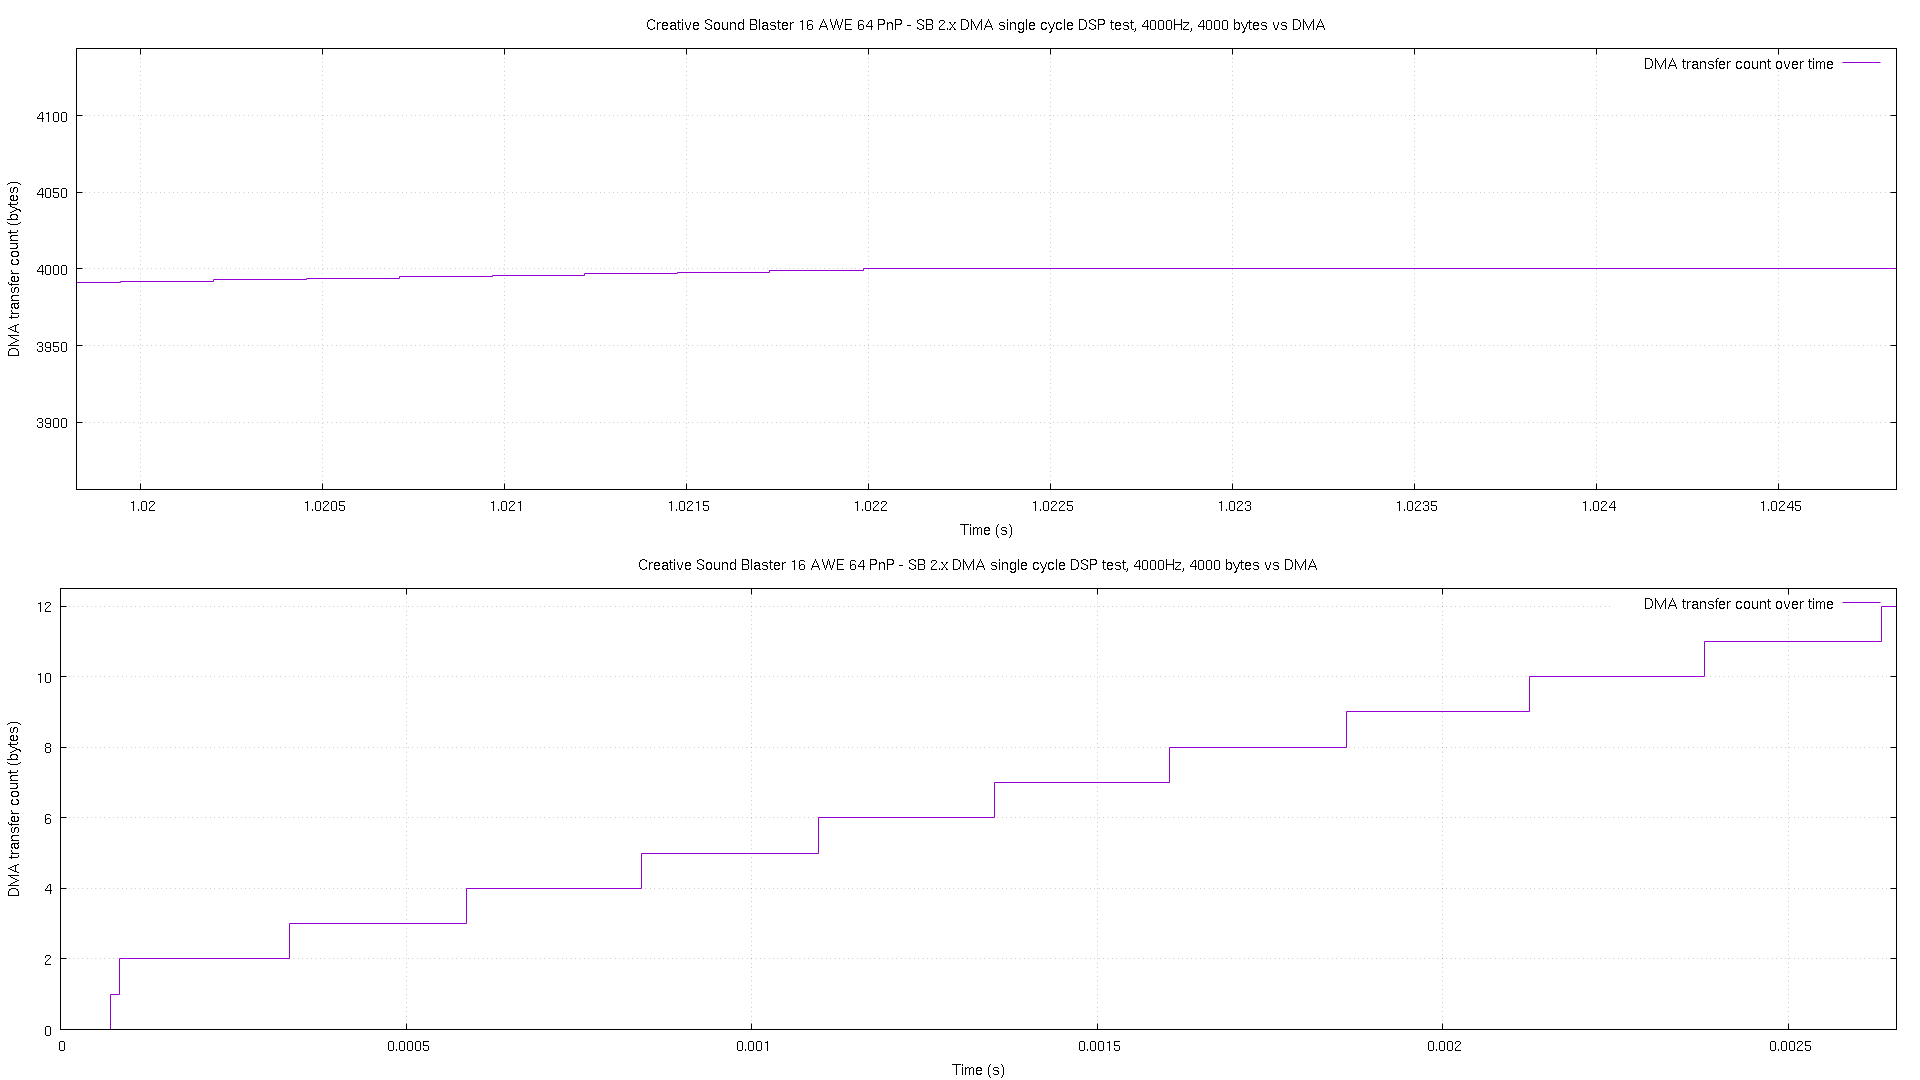 Creative Sound Blaster 16 AWE 64 PnP - SB 2.x DMA single cycle DSP test, 4000Hz, 4000 bytes vs DMA
DMA transfer count over time
4100
4050
4000
3950
3900
DMA transfer count (bytes)
1.02 1.0205 1.021 1.0215 1.022 1.0225 1.023 1.0235 1.024 1.0245
Time (s)
Creative Sound Blaster 16 AWE 64 PnP - SB 2.x DMA single cycle DSP test, 4000Hz, 4000 bytes vs DMA
DMA transfer count over time
12
10
8
6
4
2
0
DMA transfer count (bytes)
0 0.0005 0.001 0.0015 0.002 0.0025
Time (s)